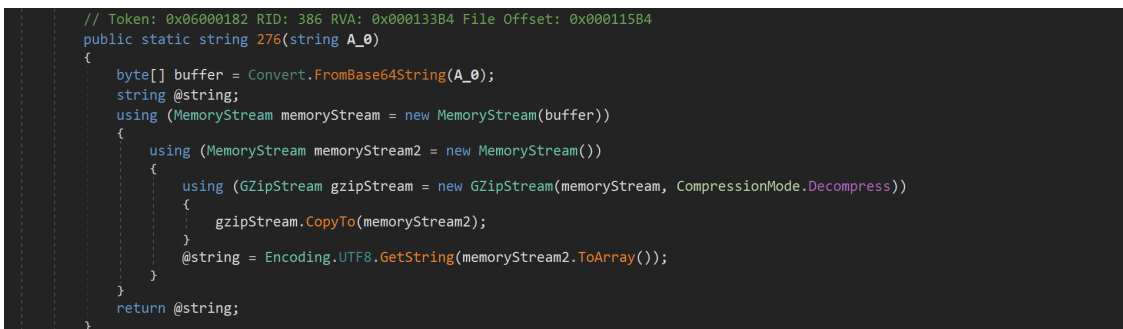 // Token: 0x06000182 RID: 386 RVA: 0x000133B4 File Offset: 0x000115B4
public static string 276(string A_0)
{
byte[] buffer = Convert.FromBase64String(A_0);
string @string;
using (MemoryStream memoryStream = new MemoryStream(buffer))
{
using (MemoryStream memoryStream2 = new MemoryStream())
{
using (GZipStream gzipStream = new GZipStream(memoryStream, CompressionMode.Decompress))
{
gzipStream.CopyTo(memoryStream2);
}
@string = Encoding.UTF8.GetString(memoryStream2.ToArray());
}
}
return @string;
}